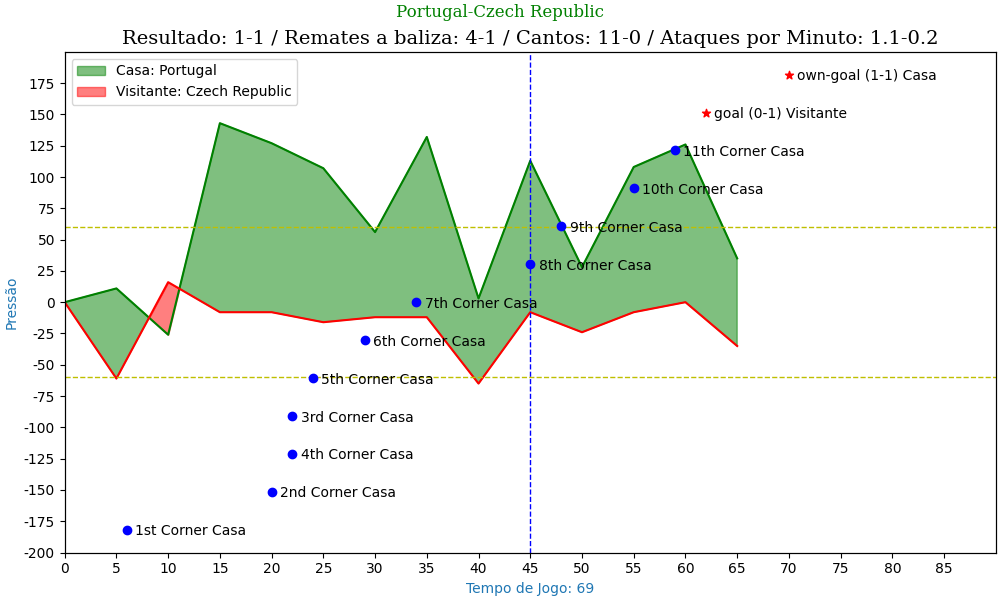 Portugal-Czech Republic
Resultado: 1-1 / Remates a baliza: 4-1 / Cantos: 11-0 / Ataques por Minuto: 1.1-0.2
Casa: Portugal
Visitante: Czech Republic
own-goal (1-1) Casa
goal (0-1) Visitante
11th Corner Casa
10th Corner Casa
9th Corner Casa
8th Corner Casa
7th Corner Casa
6th Corner Casa
5th Corner Casa
3rd Corner Casa
4th Corner Casa
2nd Corner Casa
1st Corner Casa
175
150
125
100
75
50
25
0
-25
-50
-75
-100
-125
-150
-175
-200
Pressão
0 5 10 15 20 25 30 35 40 45 50 55 60 65 70 75 80 85
Tempo de Jogo: 69